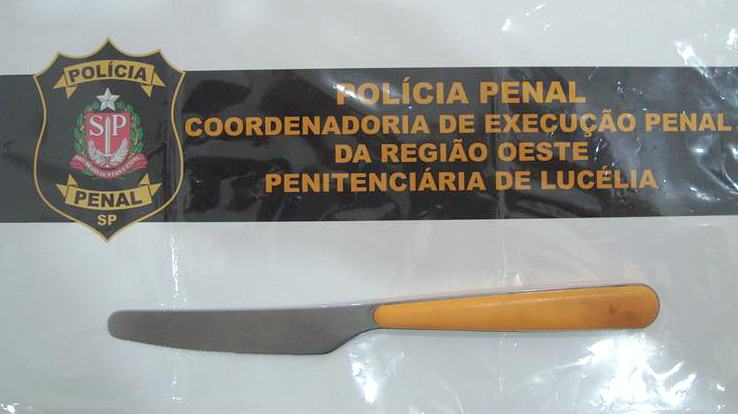 POLÍCIA
SP
PENAL
SP
POLÍCIA PENAL
COORDENADORIA DE EXECUÇÃO PENAL
DA REGIÃO OESTE
PENITENCIÁRIA DE LUCÉLIA